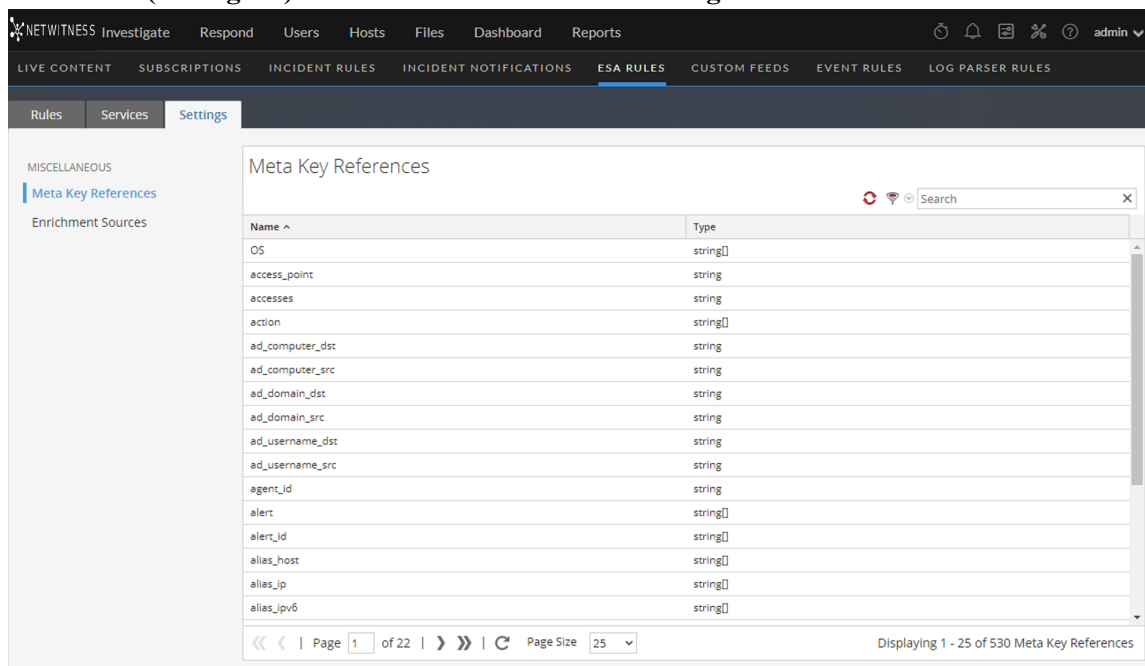 NETWITNESS Investigate Respond Users Hosts Files Dashboard Reports admin
LIVE CONTENT SUBSCRIPTIONS INCIDENT RULES INCIDENT NOTIFICATIONS ESA RULES CUSTOM FEEDS EVENT RULES LOG PARSER RULES
Rules Services Settings
MISCELLANEOUS
Meta Key References
Enrichment Sources
Meta Key References
Search
Name Type
OS string[]
access_point string
accesses string
action string[]
ad_computer_dst string
ad_computer_src string
ad_domain_dst string
ad_domain_src string
ad_username_dst string
ad_username_src string
agent_id string
alert string[]
alert_id string[]
alias_host string[]
alias_ip string[]
alias_ipv6 string[]
Page 1 of 22 Page Size 25 Displaying 1 - 25 of 530 Meta Key References